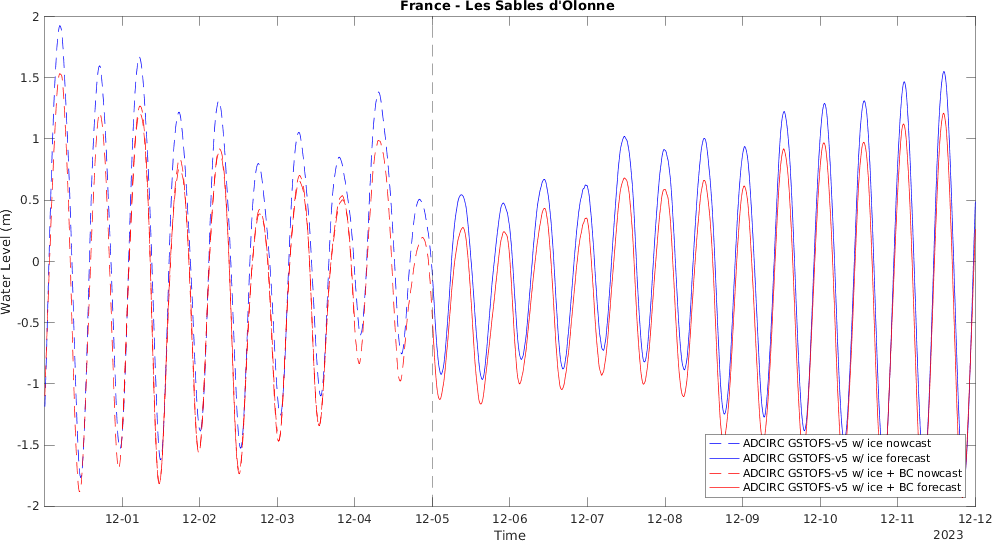 France - Les Sables d'Olonne
Water Level (m)
2
1.5
1
0.5
0
-0.5
-1
-1.5
-2
12-01 12-02 12-03 12-04 12-05 12-06 12-07 12-08 12-09 12-10 12-11 12-12
Time
2023
ADCIRC GSTOFS-v5 w/ ice nowcast
ADCIRC GSTOFS-v5 w/ ice forecast
ADCIRC GSTOFS-v5 w/ ice + BC nowcast
ADCIRC GSTOFS-v5 w/ ice + BC forecast